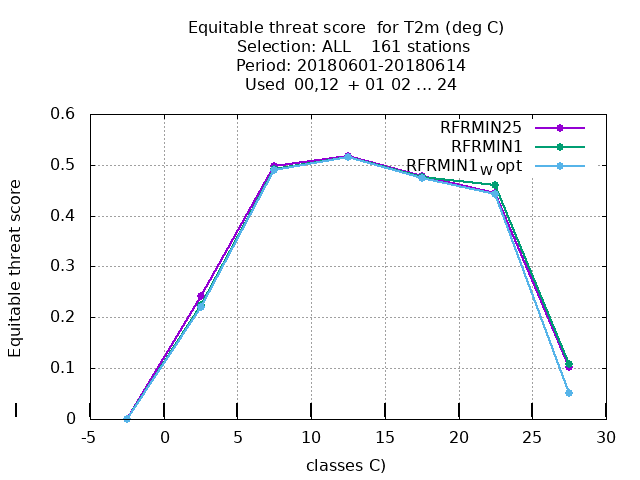 Equitable threat score  for T2m (deg C)
Selection: ALL    161 stations
Period: 20180601-20180614
Used  00,12  + 01 02 ... 24
RFRMIN25
RFRMIN1
RFRMIN1W opt
Equitable threat score
0.6
0.5
0.4
0.3
0.2
0.1
0
-5
0
5
10
15
20
25
30
classes C)